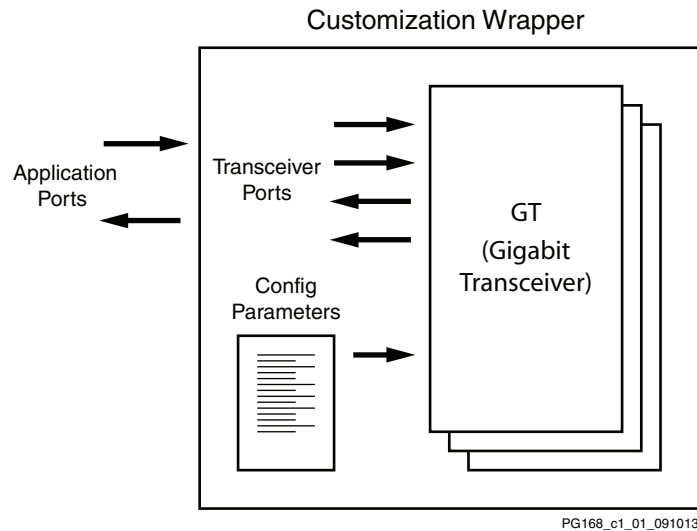 Customization Wrapper
Application
Ports
Transceiver
Ports
GT
(Gigabit
Transceiver)
Config
Parameters
PG168_c1_01_091013